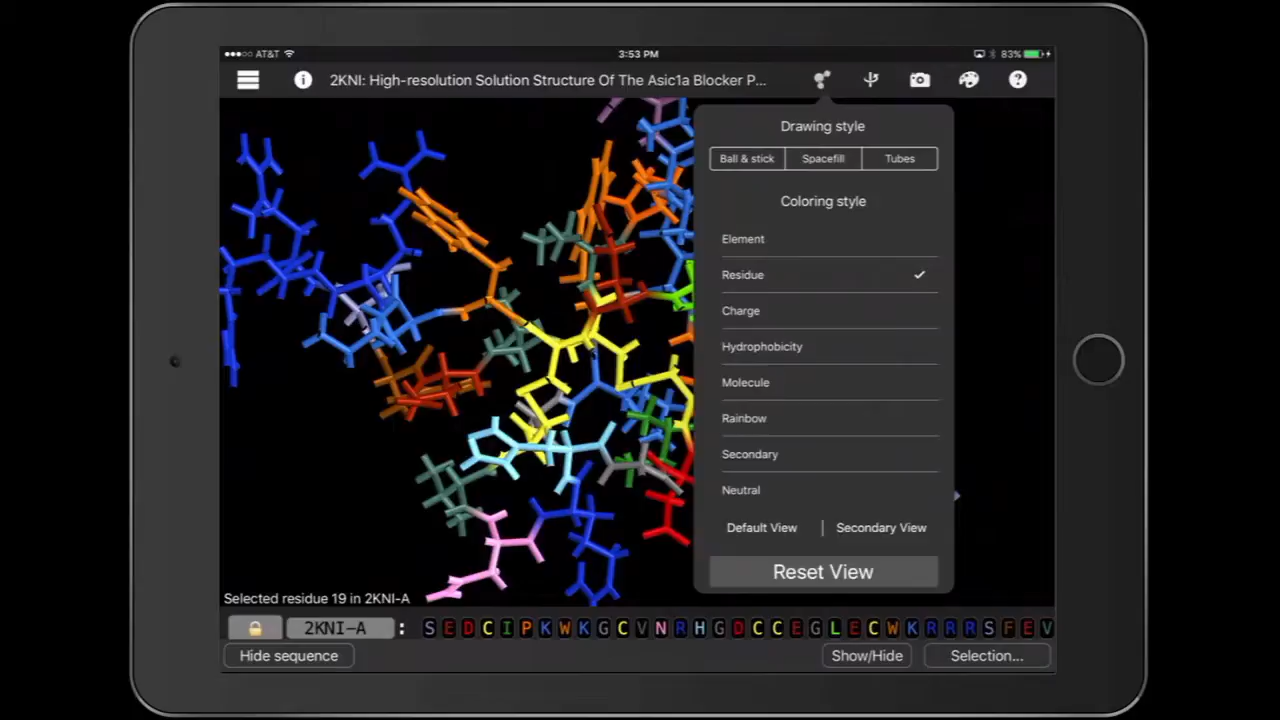 AT&T 3:53 PM 83%
2KNI: High-resolution Solution Structure Of The Asic1a Blocker P...
Drawing style
Ball & stick Spacefill Tubes
Coloring style
Element
Residue
Charge
Hydrophobicity
Molecule
Rainbow
Secondary
Neutral
Default View | Secondary View
Reset View
Selected residue 19 in 2KNI-A
2KNI-A : S E D C I P K W K G C V N R H G D C C E G L E C W K R R R S F E V
Hide sequence Show/Hide Selection...